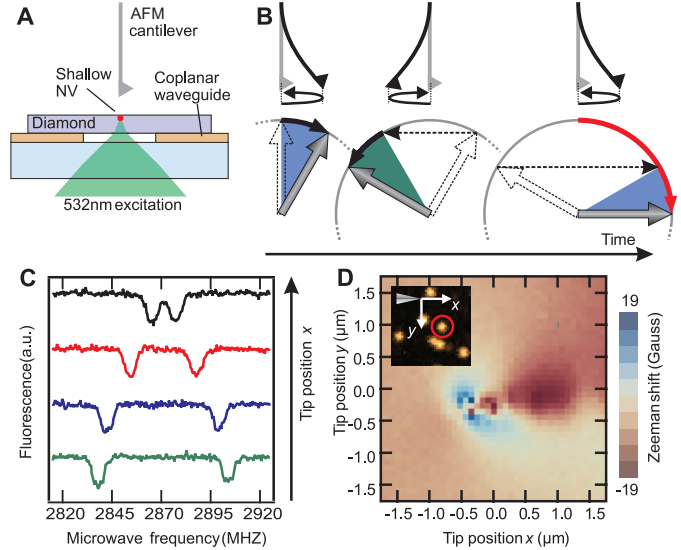 A
AFM
cantilever
Shallow
NV
Coplanar
waveguide
Diamond
532nm excitation
B
Time
C
Fluorescence(a.u.)
2820 2845 2870 2895 2920
Microwave frequency(MHZ)
Tip position x
D
x
y
1.5
1.0
0.5
0.0
-0.5
-1.0
-1.5
Tip position y (μm)
-1.5 -1.0 -0.5 0.0 0.5 1.0 1.5
Tip position x (μm)
19
-19
Zeeman shift (Gauss)